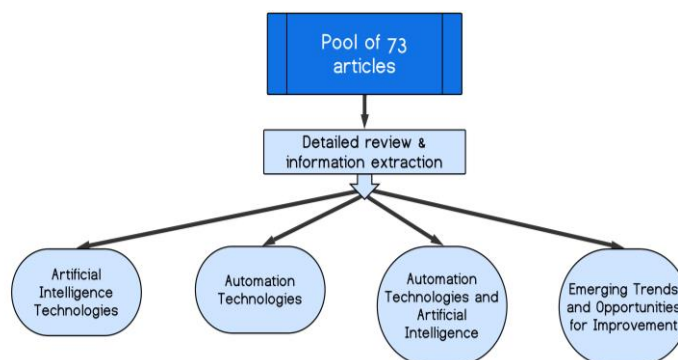 Pool of 73
articles
Detailed review &
information extraction
Artificial
Intelligence
Technologies
Automation
Technologies
Automation
Technologies and
Artificial
Intelligence
Emerging Trends
and Opportunities
for Improvement